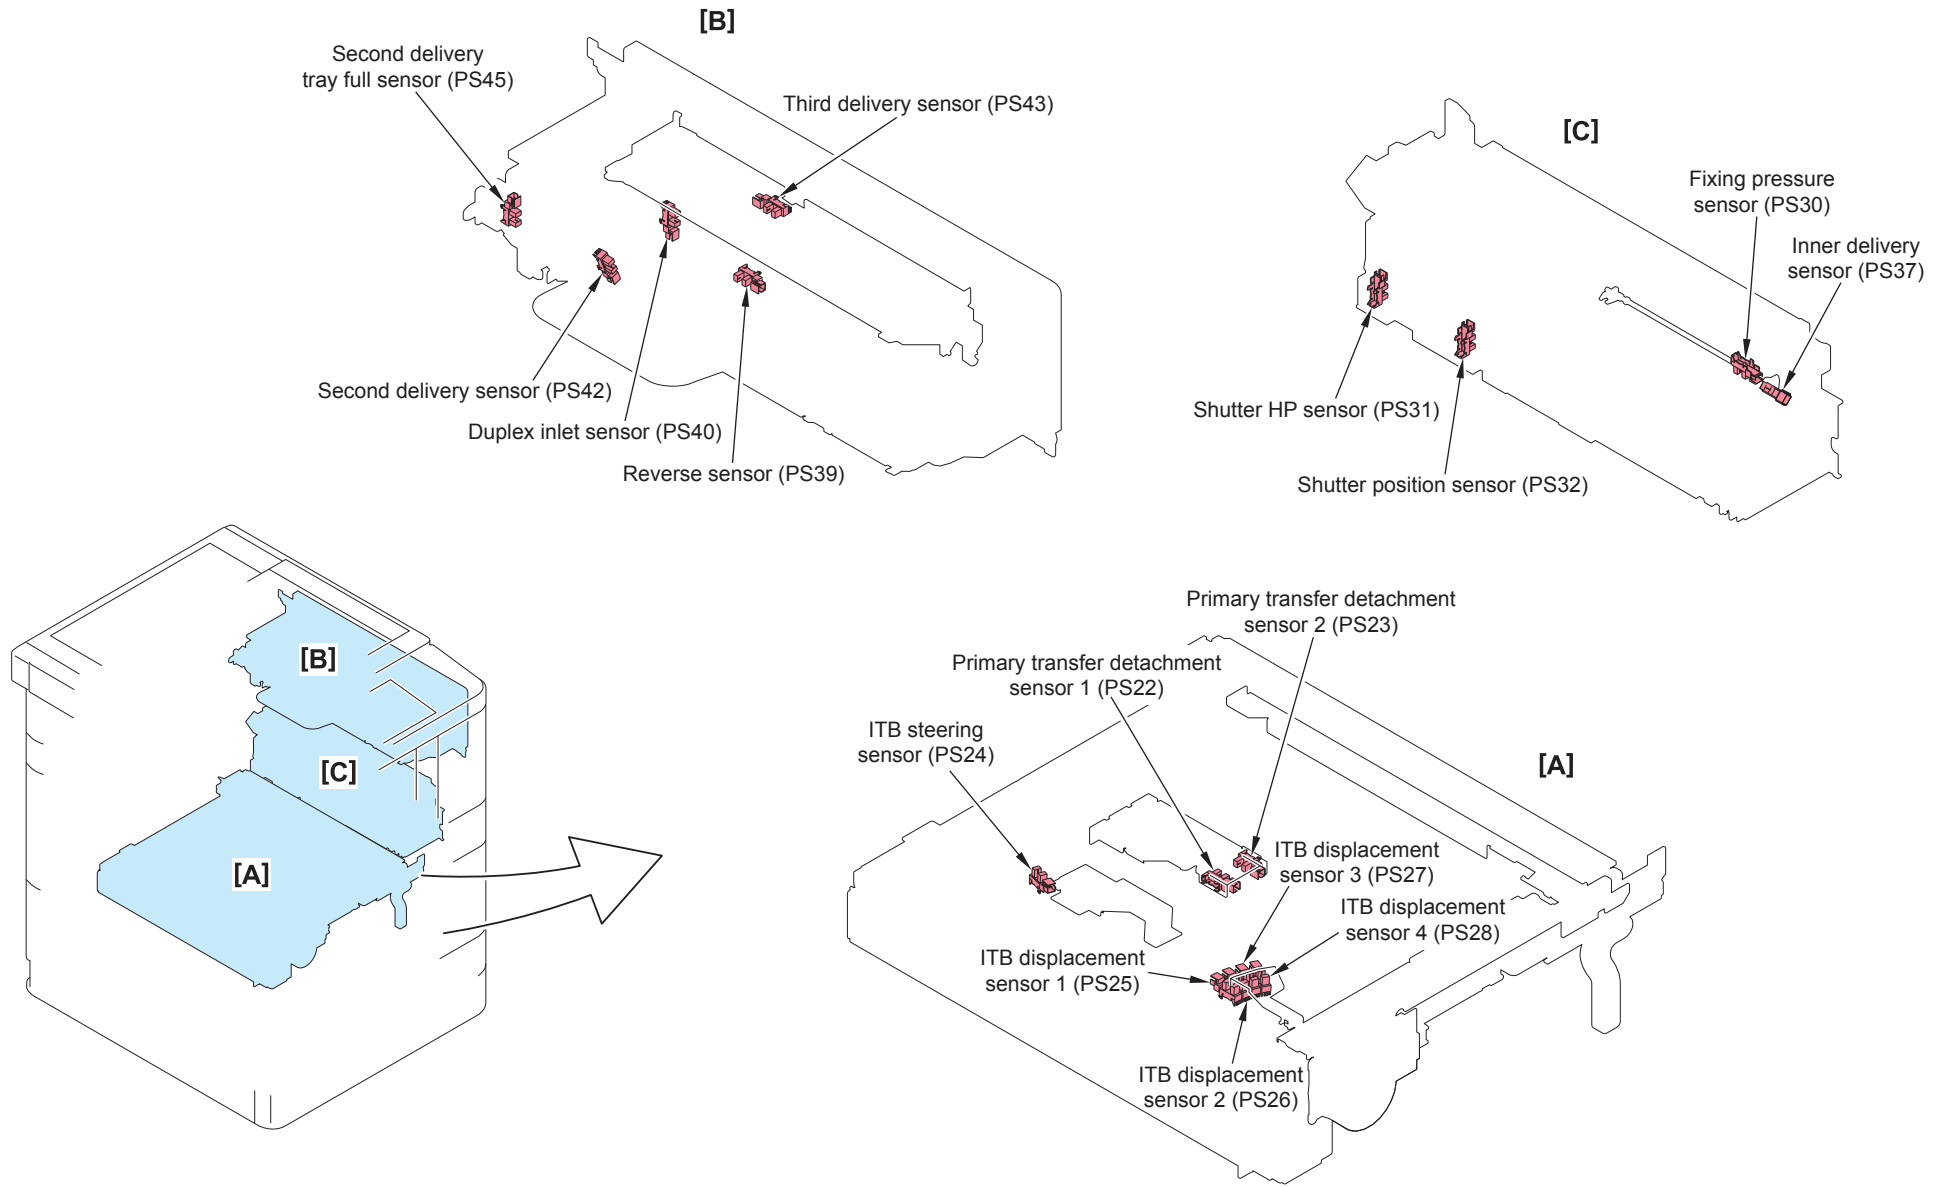 [B]
Second delivery
tray full sensor (PS45)
Third delivery sensor (PS43)
Second delivery sensor (PS42)
Duplex inlet sensor (PS40)
Reverse sensor (PS39)
[C]
Fixing pressure
sensor (PS30)
Inner delivery
sensor (PS37)
Shutter HP sensor (PS31)
Shutter position sensor (PS32)
[B]
[C]
[A]
Primary transfer detachment
sensor 2 (PS23)
Primary transfer detachment
sensor 1 (PS22)
ITB steering
sensor (PS24)
[A]
ITB displacement
sensor 3 (PS27)
ITB displacement
sensor 4 (PS28)
ITB displacement
sensor 1 (PS25)
ITB displacement
sensor 2 (PS26)